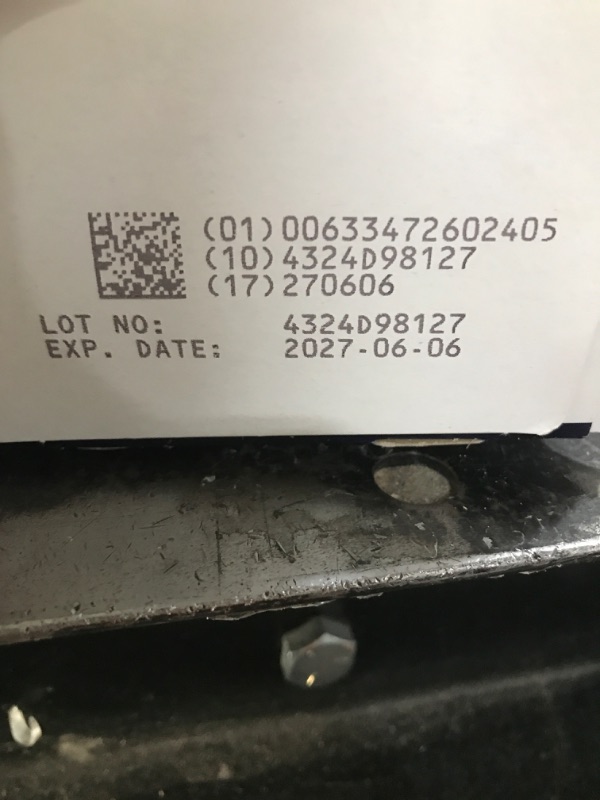 (01)00633472602405
(10)4324D98127
(17)270606
LOT NO: 4324D98127
EXP. DATE: 2027-06-06